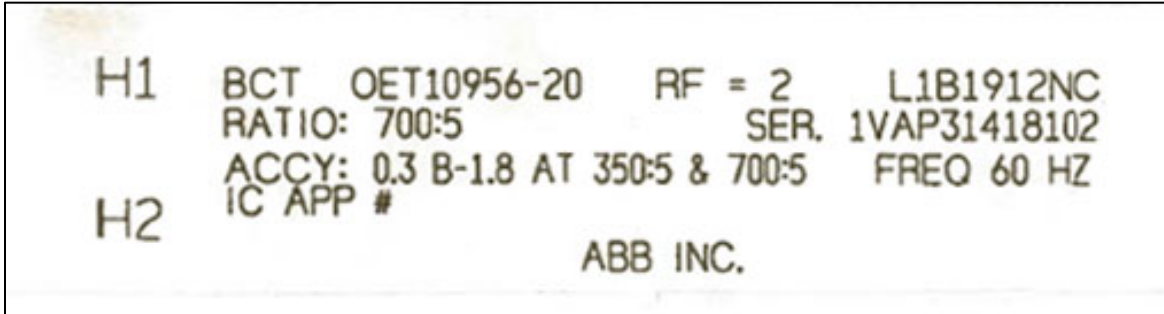 H1 BCT OET10956-20 RF = 2 L1B1912NC
RATIO: 700:5 SER. 1VAP31418102
ACCY: 0.3 B-1.8 AT 350:5 & 700:5 FREQ 60 HZ
H2 IC APP #
ABB INC.